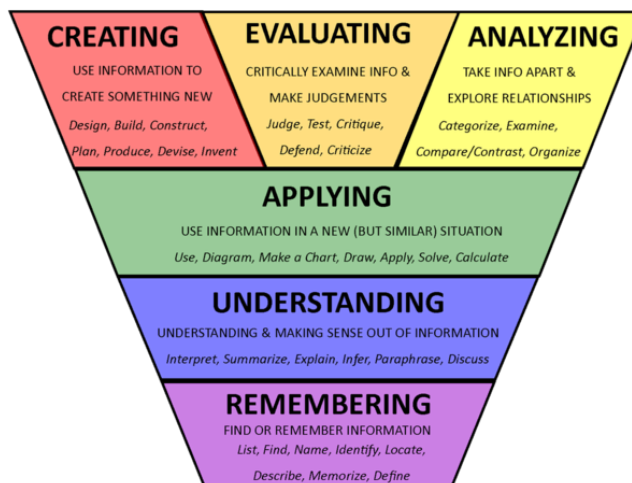 CREATING
USE INFORMATION TO
CREATE SOMETHING NEW
Design, Build, Construct,
Plan, Produce, Devise, Invent
EVALUATING
CRITICALLY EXAMINE INFO &
MAKE JUDGEMENTS
Judge, Test, Critique,
Defend, Criticize
ANALYZING
TAKE INFO APART &
EXPLORE RELATIONSHIPS
Categorize, Examine,
Compare/Contrast, Organize
APPLYING
USE INFORMATION IN A NEW (BUT SIMILAR) SITUATION
Use, Diagram, Make a Chart, Draw, Apply, Solve, Calculate
UNDERSTANDING
UNDERSTANDING & MAKING SENSE OUT OF INFORMATION
Interpret, Summarize, Explain, Infer, Paraphrase, Discuss
REMEMBERING
FIND OR REMEMBER INFORMATION
List, Find, Name, Identify, Locate,
Describe, Memorize, Define